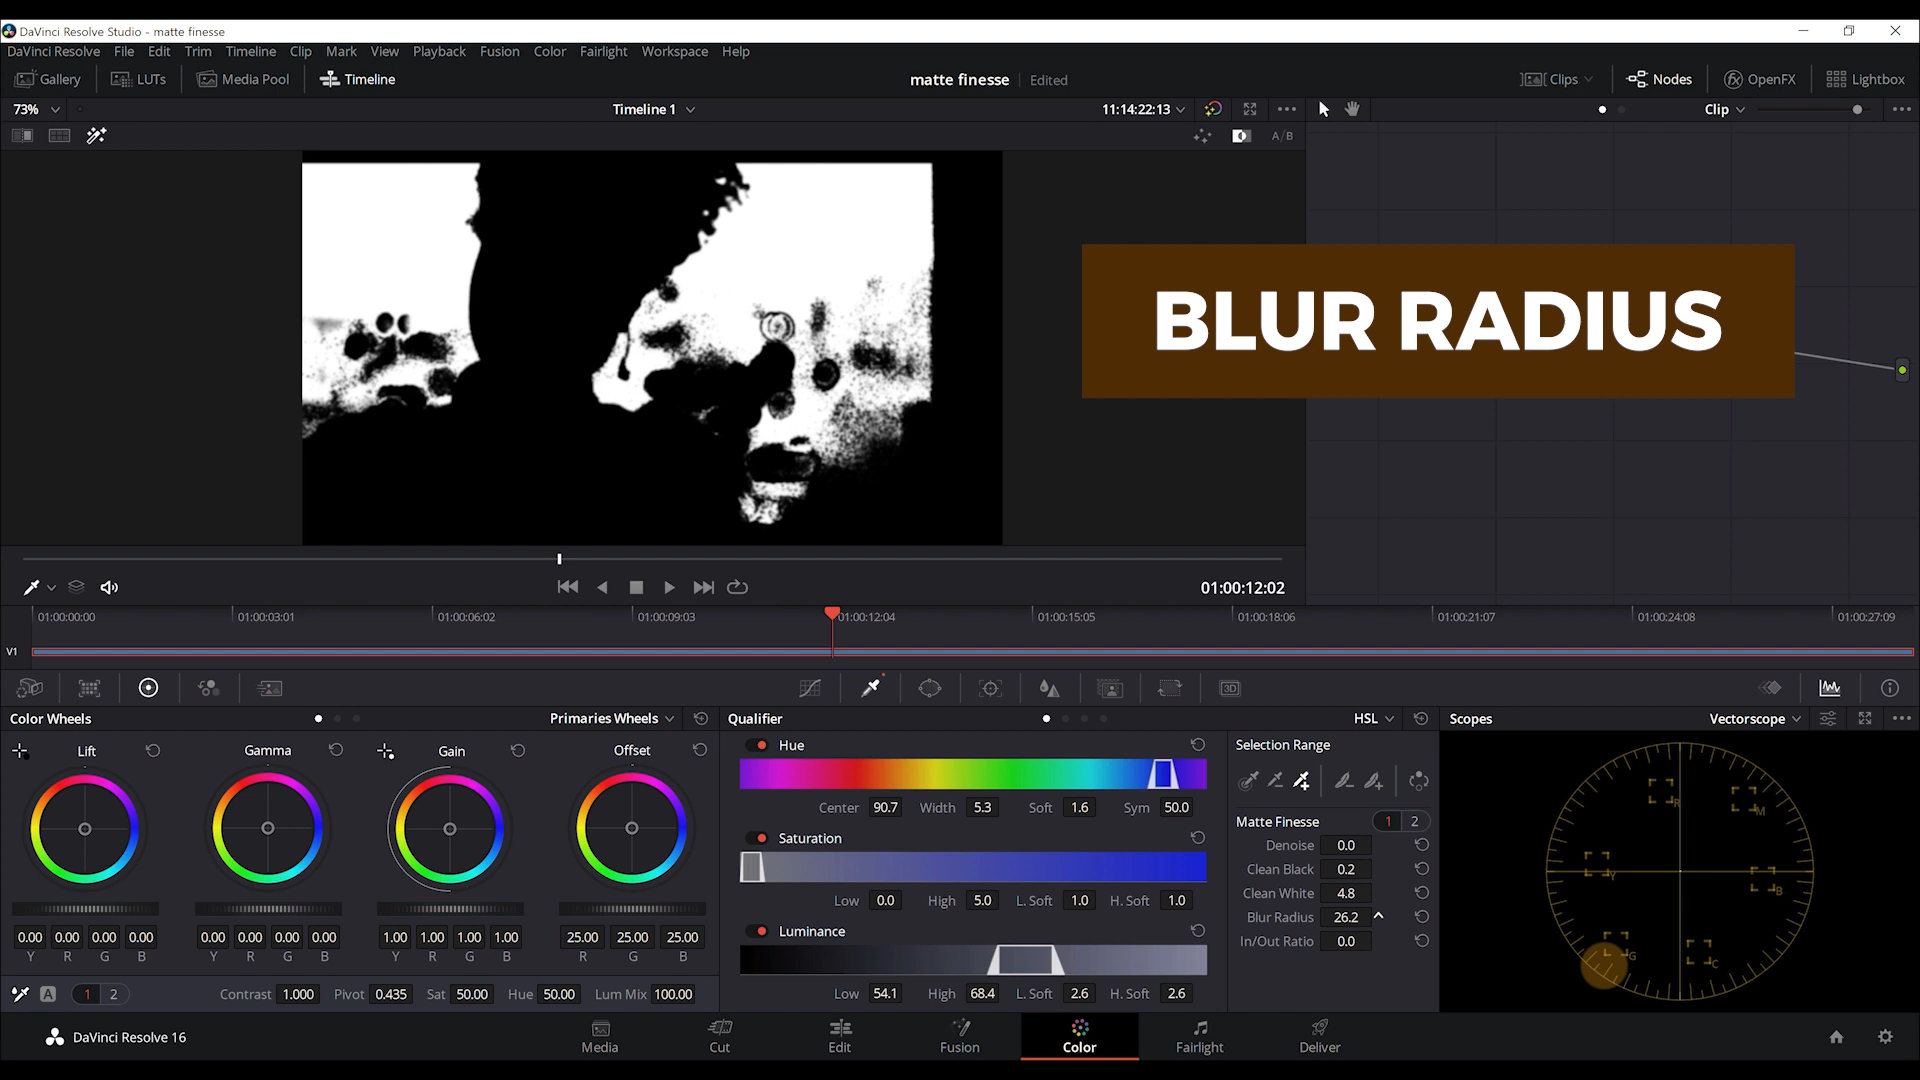 DaVinci Resolve Studio - matte finesse
DaVinci Resolve File Edit Trim Timeline Clip Mark View Playback Fusion Color Fairlight Workspace Help
Gallery LUTs Media Pool Timeline matte finesse Edited Clips Nodes OpenFX Lightbox
73% Timeline 1 11:14:22:13 Clip
A/B
BLUR RADIUS
01:00:12:02
01:00:00:00 01:00:03:01 01:00:06:02 01:00:09:03 01:00:12:04 01:00:15:05 01:00:18:06 01:00:21:07 01:00:24:08 01:00:27:09
V1
3D
Color Wheels Primaries Wheels Qualifier HSL Scopes Vectorscope
Lift Gamma Gain Offset
Hue
Center 90.7 Width 5.3 Soft 1.6 Sym 50.0
Saturation
Low 0.0 High 5.0 L. Soft 1.0 H. Soft 1.0
Luminance
Low 54.1 High 68.4 L. Soft 2.6 H. Soft 2.6
Selection Range
Matte Finesse 1 2
Denoise 0.0
Clean Black 0.2
Clean White 4.8
Blur Radius 26.2
In/Out Ratio 0.0
R M
Y B
G C
0.00 0.00 0.00 0.00 0.00 0.00 0.00 0.00 1.00 1.00 1.00 1.00 25.00 25.00 25.00
Y R G B Y R G B Y R G B R G B
A 1 2 Contrast 1.000 Pivot 0.435 Sat 50.00 Hue 50.00 Lum Mix 100.00
DaVinci Resolve 16 Media Cut Edit Fusion Color Fairlight Deliver